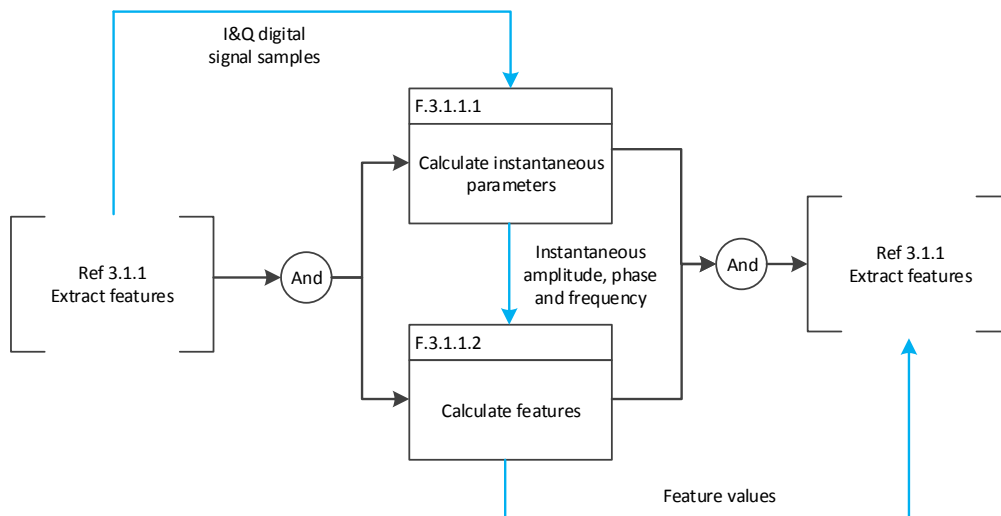 I&Q digital
signal samples
F.3.1.1.1
Calculate instantaneous
parameters
Ref 3.1.1
Extract features
And
Instantaneous
amplitude, phase
and frequency
And
Ref 3.1.1
Extract features
F.3.1.1.2
Calculate features
Feature values